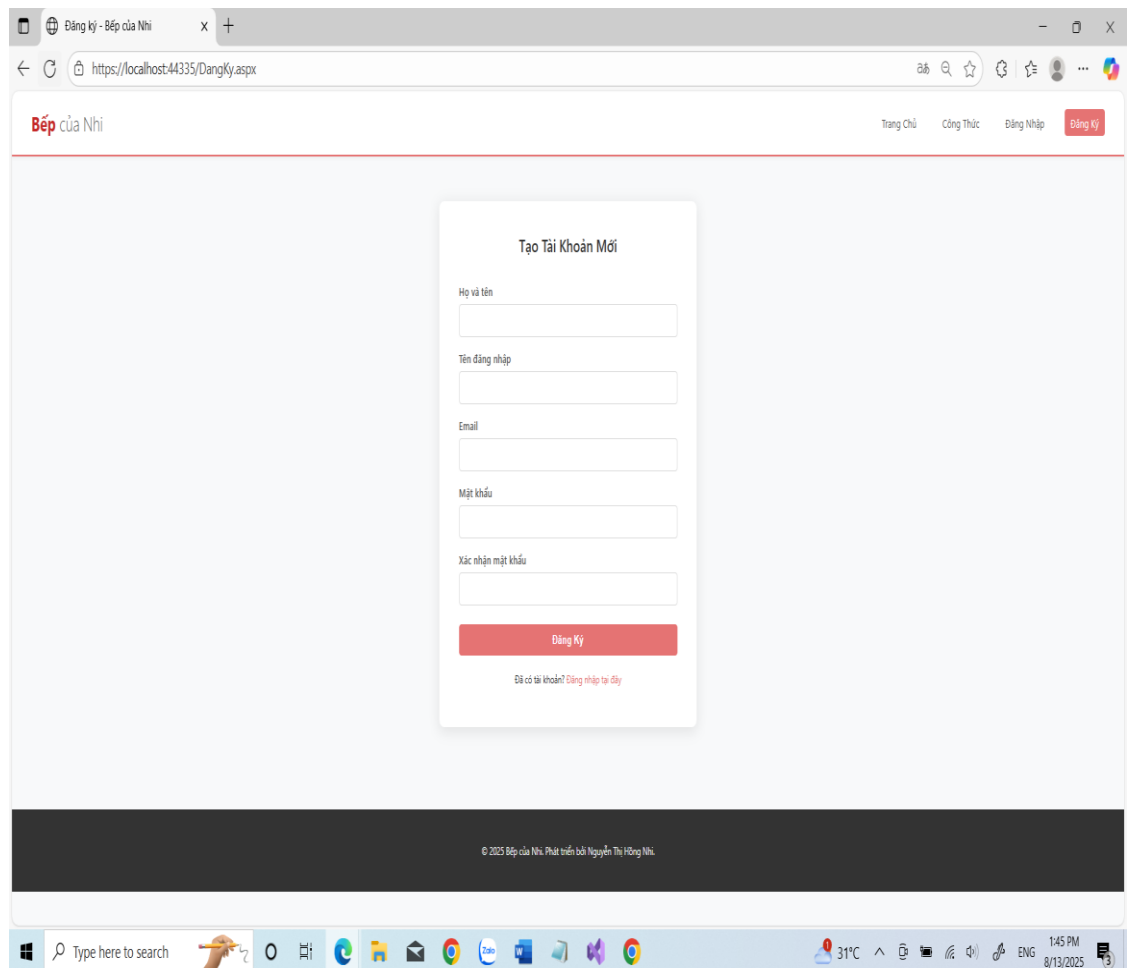 Đăng ký - Bếp của Nhi
https://localhost:44335/DangKy.aspx
Bếp của Nhi
Trang Chủ Công Thức Đăng Nhập Đăng Ký
Tạo Tài Khoản Mới
Họ và tên
Tên đăng nhập
Email
Mật khẩu
Xác nhận mật khẩu
Đăng Ký
Đã có tài khoản? Đăng nhập tại đây
© 2025 Bếp của Nhi. Phát triển bởi Nguyễn Thị Hồng Nhi.
Type here to search
Zalo
31°C
ENG
1:45 PM
8/13/2025
3